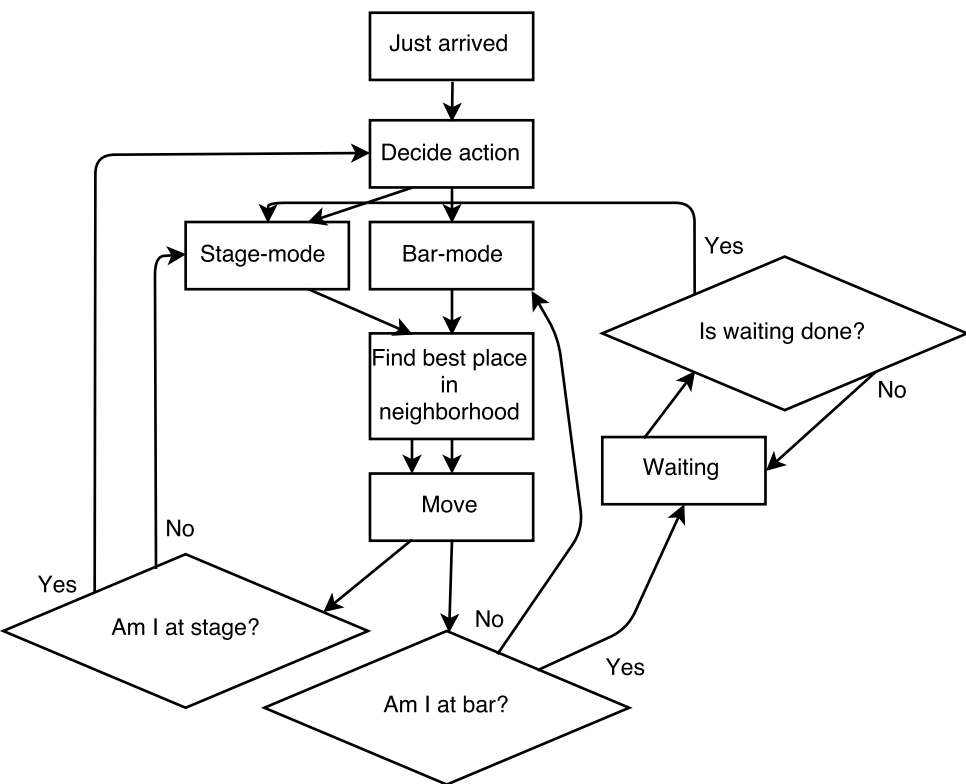 Just arrived
Decide action
Stage-mode
Bar-mode
Yes
Is waiting done?
Find best place
in
neighborhood
No
Waiting
Move
No
Yes
Am I at stage?
No
Yes
Am I at bar?